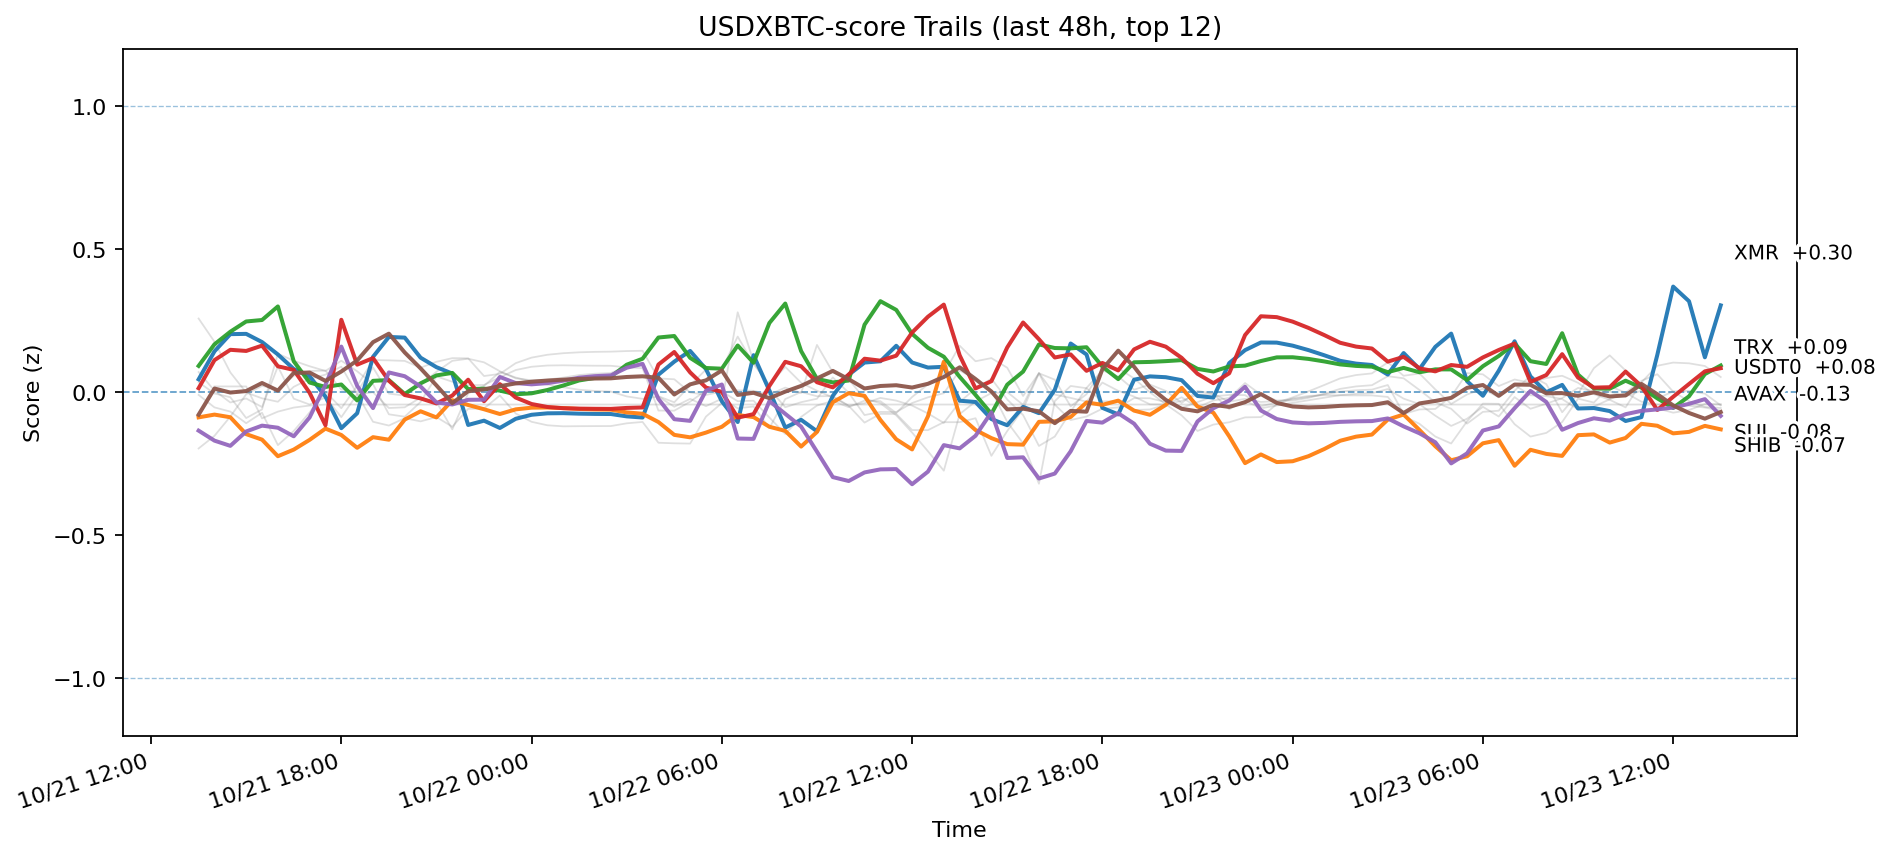 USDXBTC-score Trails (last 48h, top 12)
Score (z)
1.0
0.5
0.0
−0.5
−1.0
XMR +0.30
TRX +0.09
USDT0 +0.08
AVAX -0.13
SUI -0.08
SHIB -0.07
10/21 12:00
10/21 18:00
10/22 00:00
10/22 06:00
10/22 12:00
10/22 18:00
10/23 00:00
10/23 06:00
10/23 12:00
Time